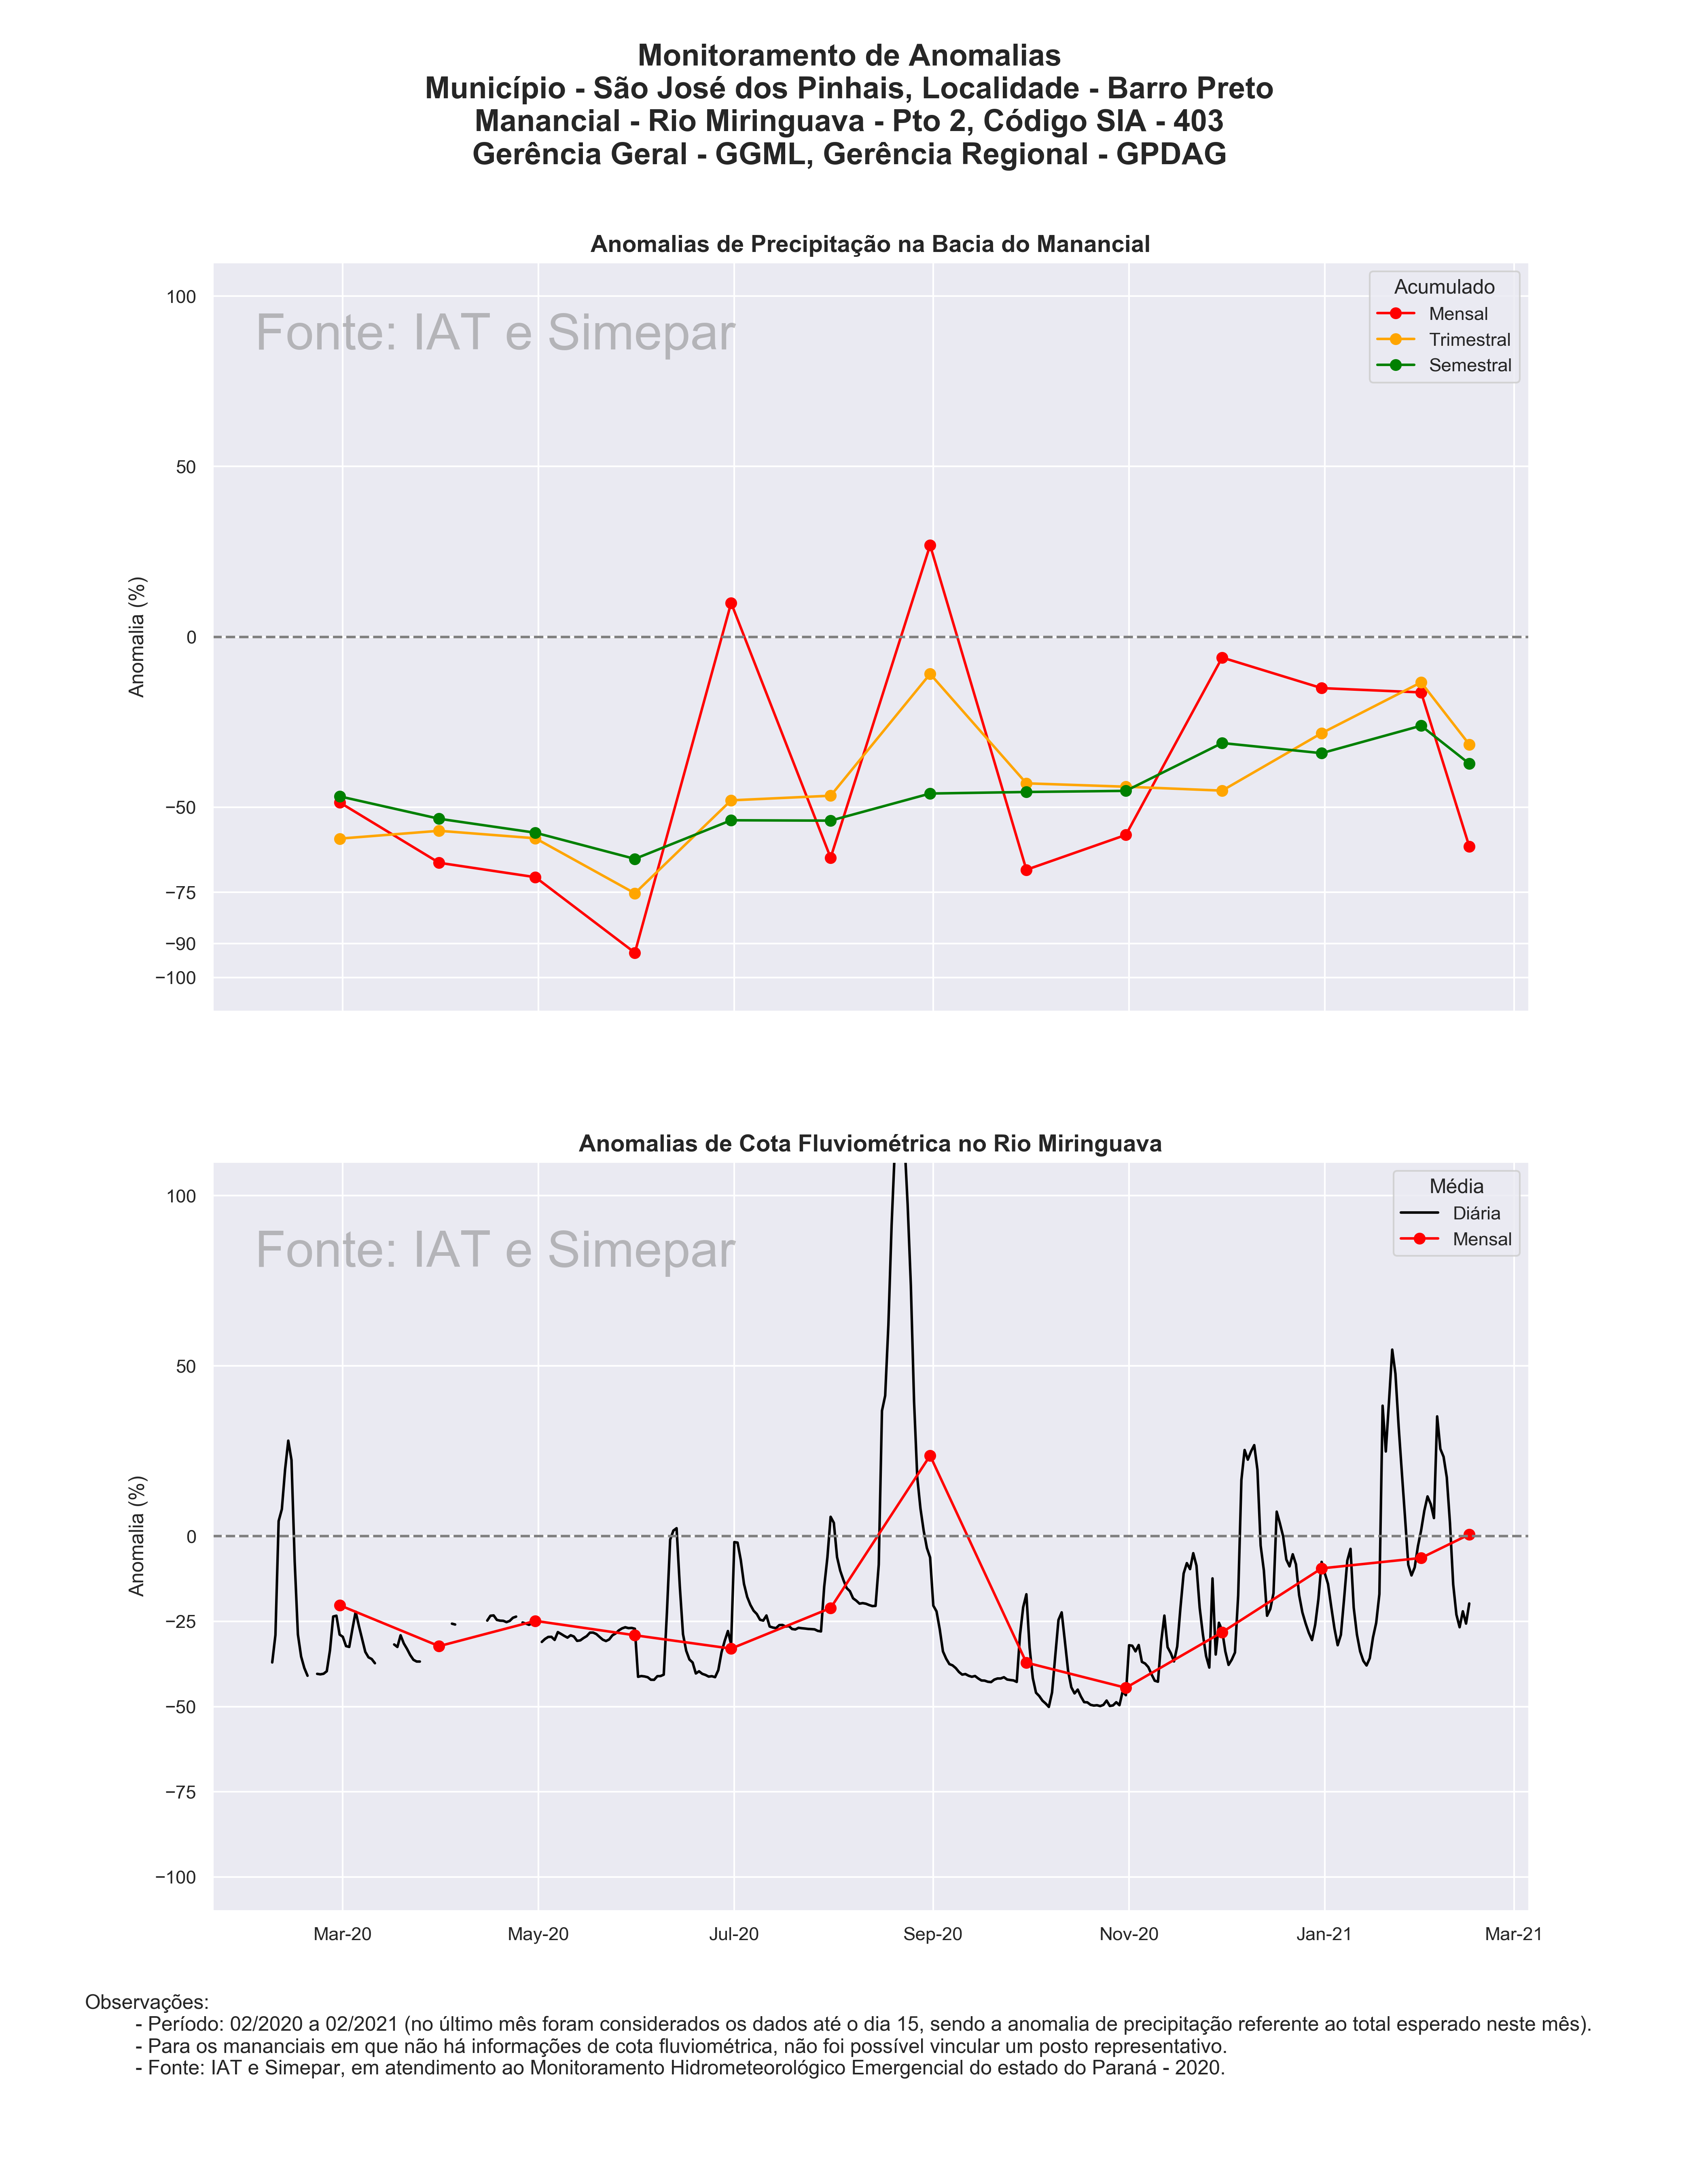 Monitoramento de Anomalias
Município - São José dos Pinhais, Localidade - Barro Preto
Manancial - Rio Miringuava - Pto 2, Código SIA - 403
Gerência Geral - GGML, Gerência Regional - GPDAG
Anomalias de Precipitação na Bacia do Manancial
Fonte: IAT e Simepar
Acumulado
Mensal
Trimestral
Semestral
Anomalia (%)
100
50
0
−50
−75
−90
−100
Anomalias de Cota Fluviométrica no Rio Miringuava
Fonte: IAT e Simepar
Média
Diária
Mensal
Anomalia (%)
100
50
0
−25
−50
−75
−100
Mar-20 May-20 Jul-20 Sep-20 Nov-20 Jan-21 Mar-21
Observações:
- Período: 02/2020 a 02/2021 (no último mês foram considerados os dados até o dia 15, sendo a anomalia de precipitação referente ao total esperado neste mês).
- Para os mananciais em que não há informações de cota fluviométrica, não foi possível vincular um posto representativo.
- Fonte: IAT e Simepar, em atendimento ao Monitoramento Hidrometeorológico Emergencial do estado do Paraná - 2020.